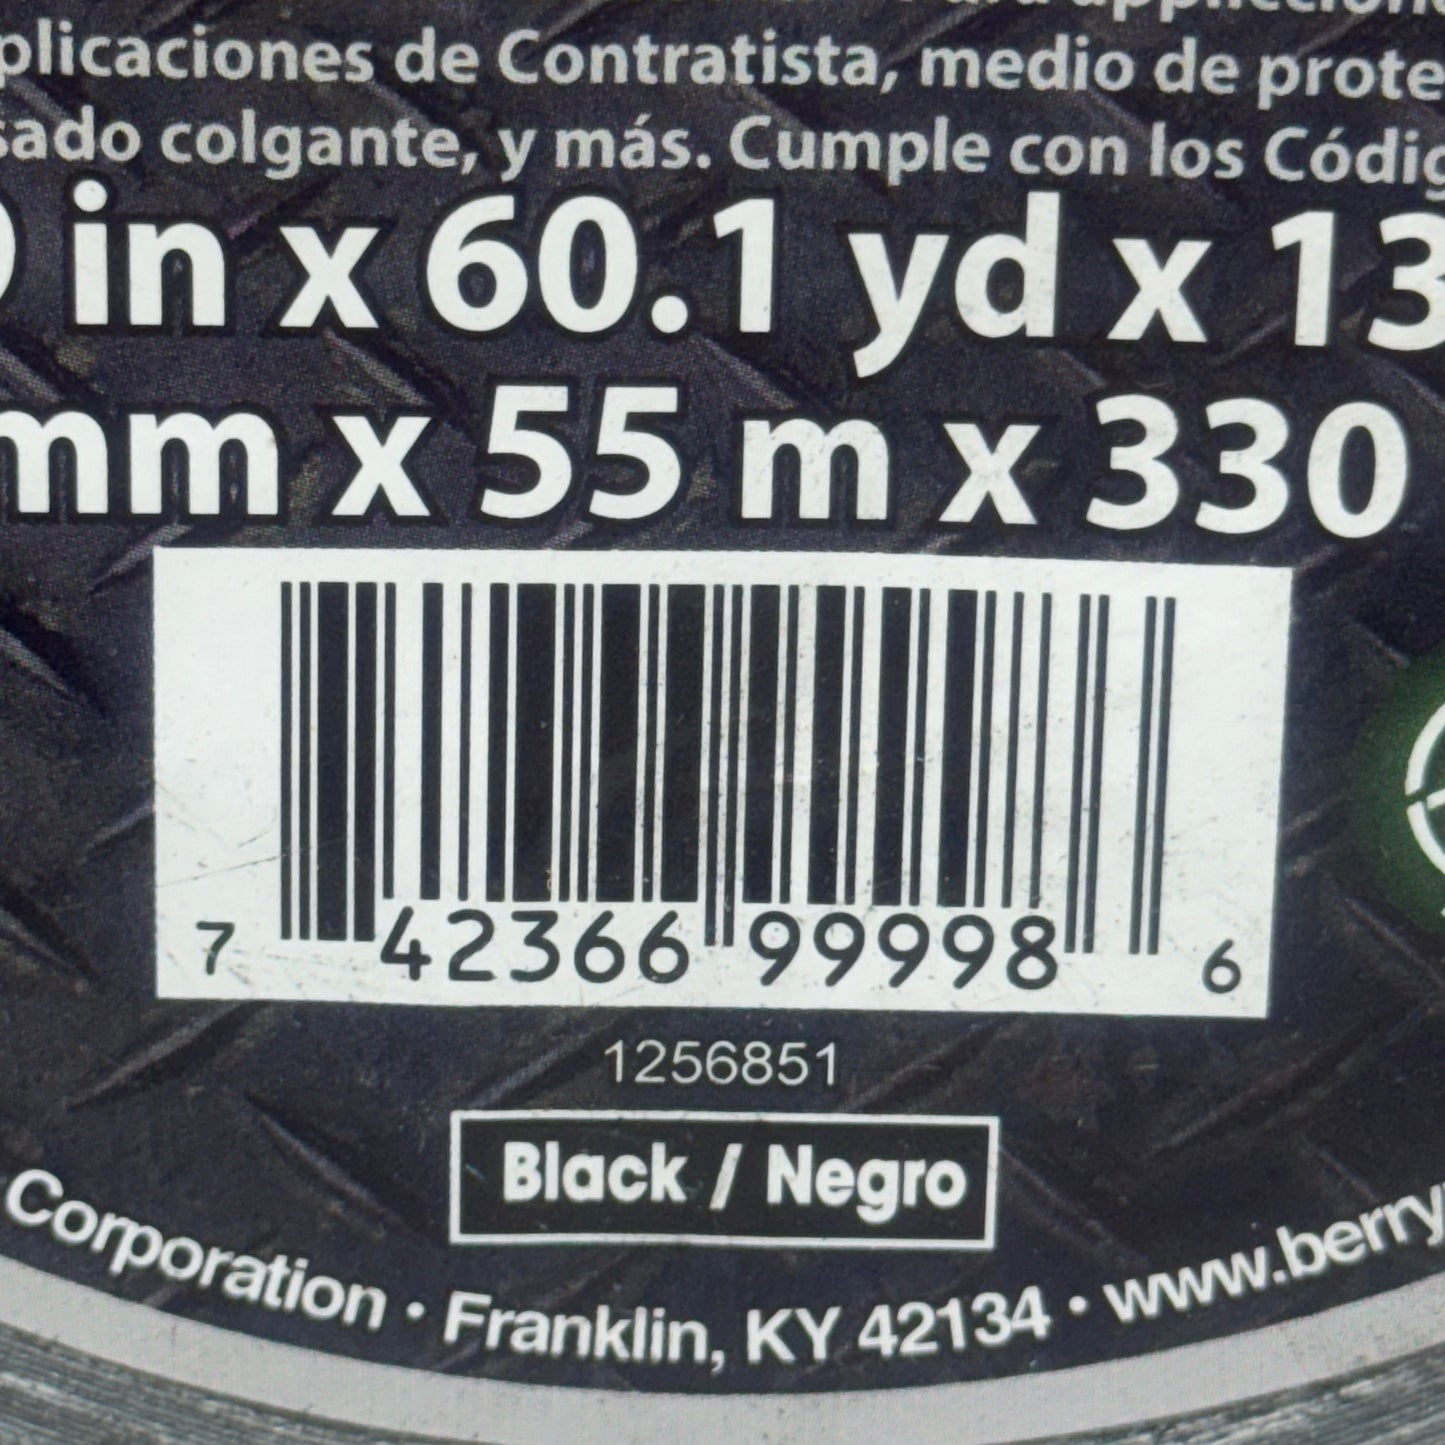 plicaciones de Contratista, medio de prote
sado colgante, y más. Cumple con los Códig
in x 60.1 yd x 13
mm x 55 m x 330
7 42366 99998 6
1256851
Black / Negro
Corporation • Franklin, KY 42134 • www.berry